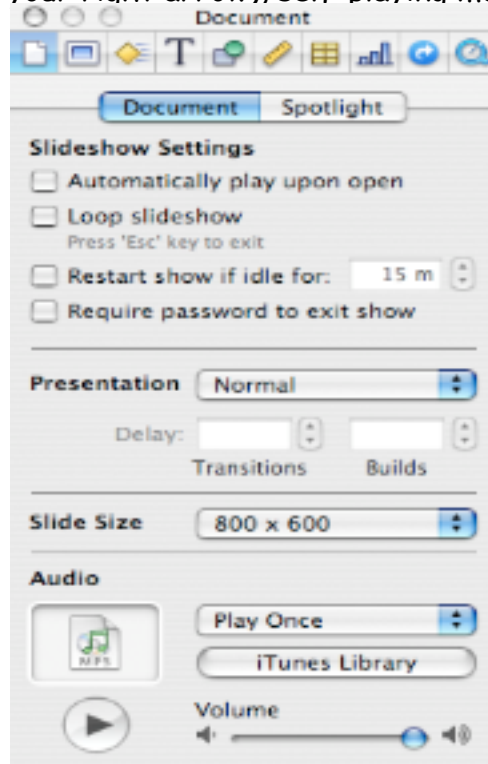 Document
T
Document Spotlight
Slideshow Settings
Automatically play upon open
Loop slideshow
Press 'Esc' key to exit
Restart show if idle for: 15 m
Require password to exit show
Presentation Normal
Delay:
Transitions Builds
Slide Size 800 x 600
Audio
Play Once
MP3
iTunes Library
Volume